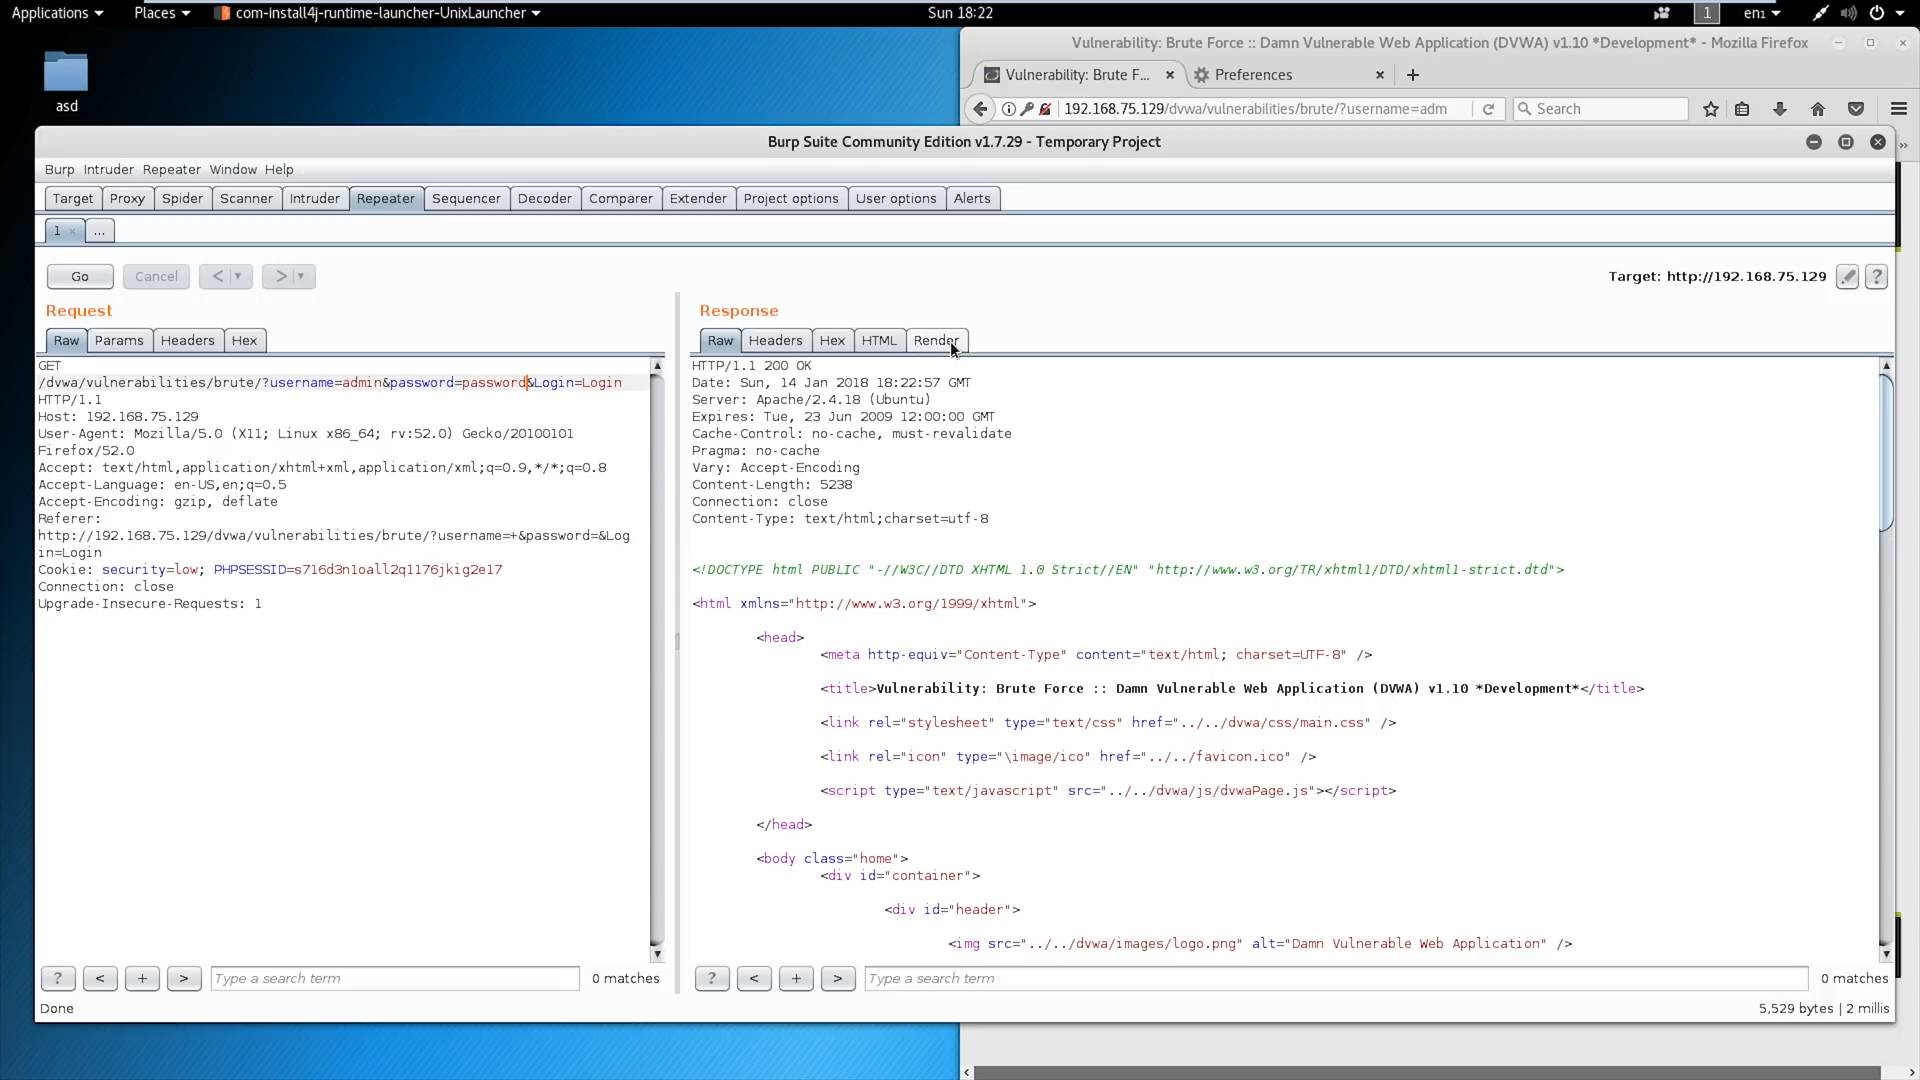 Applications Places com-install4j-runtime-launcher-UnixLauncher Sun 18:22 1 en1
asd
Vulnerability: Brute Force :: Damn Vulnerable Web Application (DVWA) v1.10 *Development* - Mozilla Firefox
Vulnerability: Brute F... Preferences
192.168.75.129/dvwa/vulnerabilities/brute/?username=adm Search
Burp Suite Community Edition v1.7.29 - Temporary Project
Burp Intruder Repeater Window Help
Target Proxy Spider Scanner Intruder Repeater Sequencer Decoder Comparer Extender Project options User options Alerts
1 × ...
Go Cancel < > Target: http://192.168.75.129 ?
Request
Raw Params Headers Hex
GET
/dvwa/vulnerabilities/brute/?username=admin&password=password&Login=Login
HTTP/1.1
Host: 192.168.75.129
User-Agent: Mozilla/5.0 (X11; Linux x86_64; rv:52.0) Gecko/20100101
Firefox/52.0
Accept: text/html,application/xhtml+xml,application/xml;q=0.9,*/*;q=0.8
Accept-Language: en-US,en;q=0.5
Accept-Encoding: gzip, deflate
Referer:
http://192.168.75.129/dvwa/vulnerabilities/brute/?username=+&password=&Log
in=Login
Cookie: security=low; PHPSESSID=s716d3n1oall2q1176jkig2e17
Connection: close
Upgrade-Insecure-Requests: 1
? < + > Type a search term 0 matches
Response
Raw Headers Hex HTML Render
HTTP/1.1 200 OK
Date: Sun, 14 Jan 2018 18:22:57 GMT
Server: Apache/2.4.18 (Ubuntu)
Expires: Tue, 23 Jun 2009 12:00:00 GMT
Cache-Control: no-cache, must-revalidate
Pragma: no-cache
Vary: Accept-Encoding
Content-Length: 5238
Connection: close
Content-Type: text/html;charset=utf-8
<!DOCTYPE html PUBLIC "-//W3C//DTD XHTML 1.0 Strict//EN" "http://www.w3.org/TR/xhtml1/DTD/xhtml1-strict.dtd">
<html xmlns="http://www.w3.org/1999/xhtml">
<head>
<meta http-equiv="Content-Type" content="text/html; charset=UTF-8" />
<title>Vulnerability: Brute Force :: Damn Vulnerable Web Application (DVWA) v1.10 *Development*</title>
<link rel="stylesheet" type="text/css" href="../../dvwa/css/main.css" />
<link rel="icon" type="\image/ico" href="../../favicon.ico" />
<script type="text/javascript" src="../../dvwa/js/dvwaPage.js"></script>
</head>
<body class="home">
<div id="container">
<div id="header">
<img src="../../dvwa/images/logo.png" alt="Damn Vulnerable Web Application" />
? < + > Type a search term 0 matches
Done 5,529 bytes | 2 millis